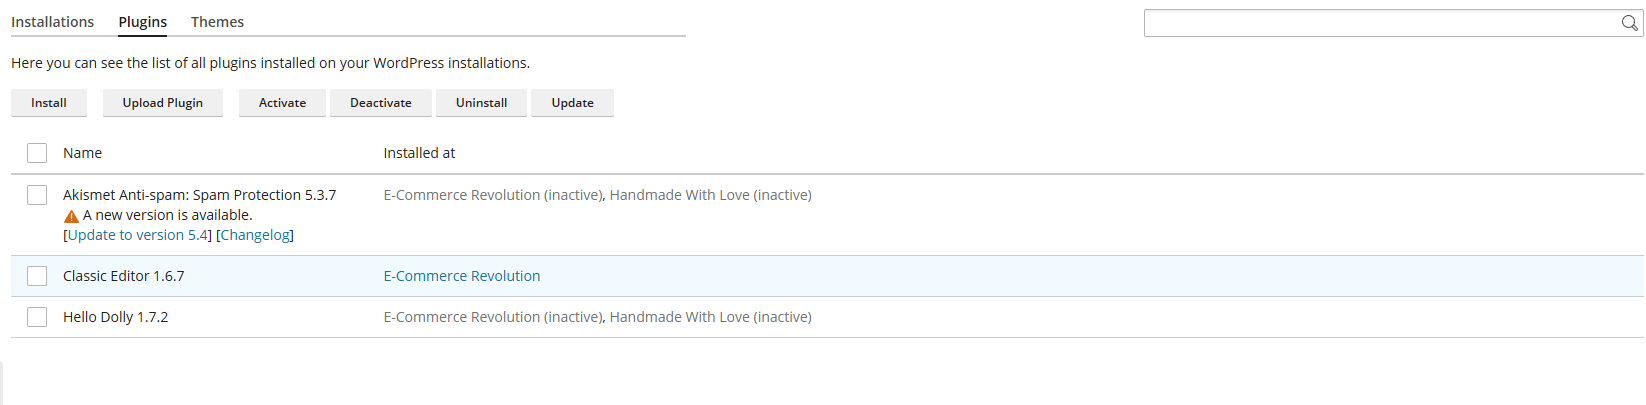 Installations Plugins Themes
Here you can see the list of all plugins installed on your WordPress installations.
Install Upload Plugin Activate Deactivate Uninstall Update
Name Installed at
Akismet Anti-spam: Spam Protection 5.3.7 E-Commerce Revolution (inactive), Handmade With Love (inactive)
A new version is available.
[Update to version 5.4] [Changelog]
Classic Editor 1.6.7 E-Commerce Revolution
Hello Dolly 1.7.2 E-Commerce Revolution (inactive), Handmade With Love (inactive)